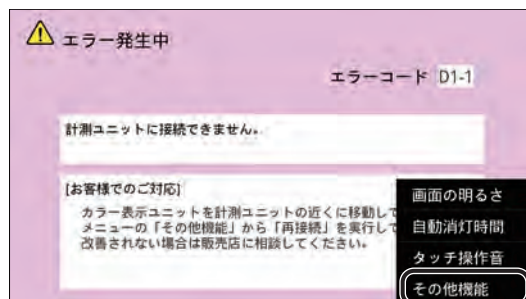 エラー発生中
エラーコード D1-1
計測ユニットに接続できません。
[お客様でのご対応]
カラー表示ユニットを計測ユニットの近くに移動して
メニューの「その他機能」から「再接続」を実行して
改善されない場合は販売店に相談してください。
画面の明るさ
自動消灯時間
タッチ操作音
その他機能